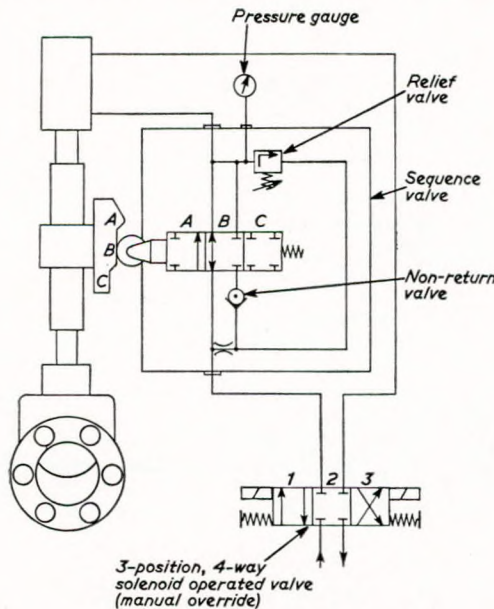 Pressure gauge
Relief
valve
Sequence
valve
A B C
A
B
C
Non-return
valve
1 2 3
3-position, 4-way
solenoid operated valve
(manual override)